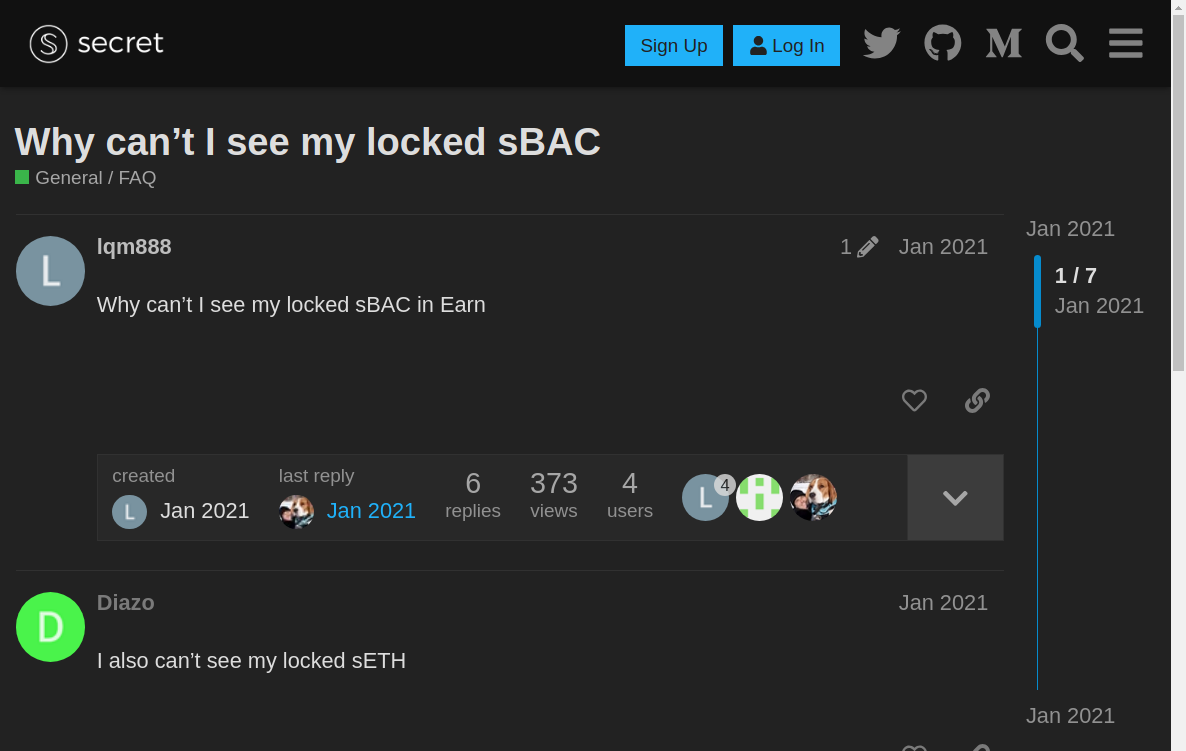 secret
Sign Up
Log In
Why can’t I see my locked sBAC
General / FAQ
lqm888
1
Jan 2021
Why can’t I see my locked sBAC in Earn
Jan 2021
1 / 7
Jan 2021
created
L
Jan 2021
last reply
Jan 2021
6
replies
373
views
4
users
L
4
D
Diazo
Jan 2021
I also can’t see my locked sETH
Jan 2021